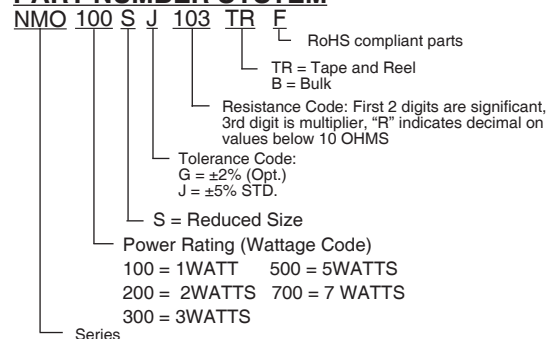 PART NUMBER SYSTEM
NMO 100 S J 103 TR F
RoHS compliant parts
TR = Tape and Reel
B = Bulk
Resistance Code: First 2 digits are significant,
3rd digit is multiplier, “R” indicates decimal on
values below 10 OHMS
Tolerance Code:
G = ±2% (Opt.)
J = ±5% STD.
S = Reduced Size
Power Rating (Wattage Code)
100 = 1WATT 500 = 5WATTS
200 = 2WATTS 700 = 7 WATTS
300 = 3WATTS
Series